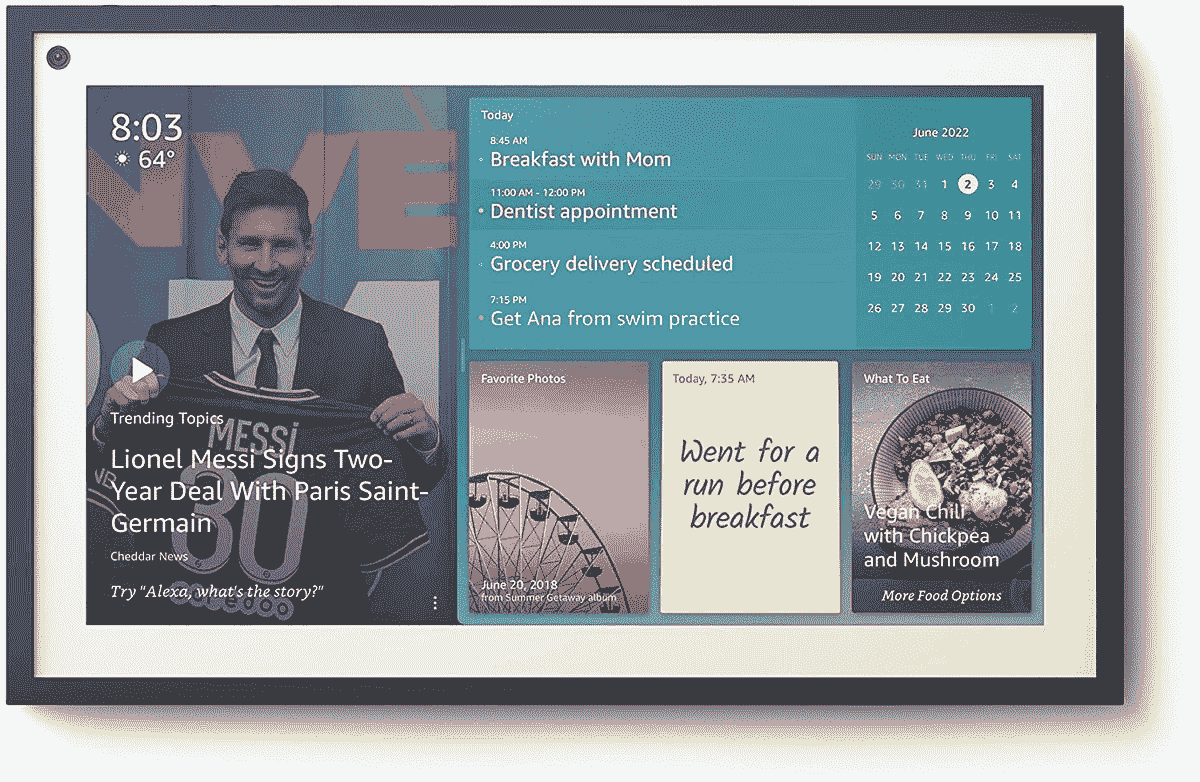 8:03
64°
MESSi
30
Trending Topics
Lionel Messi Signs Two-
Year Deal With Paris Saint-
Germain
Cheddar News
Try "Alexa, what's the story?"
Today
8:45 AM
Breakfast with Mom
11:00 AM - 12:00 PM
Dentist appointment
4:00 PM
Grocery delivery scheduled
7:15 PM
Get Ana from swim practice
June 2022
SUN MON TUE WED THU FRI SAT
29 30 31 1 2 3 4
5 6 7 8 9 10 11
12 13 14 15 16 17 18
19 20 21 22 23 24 25
26 27 28 29 30 1 2
Favorite Photos
June 20, 2018
from Summer Getaway album
Today, 7:35 AM
Went for a
run before
breakfast
What To Eat
Vegan Chili
with Chickpea
and Mushroom
More Food Options